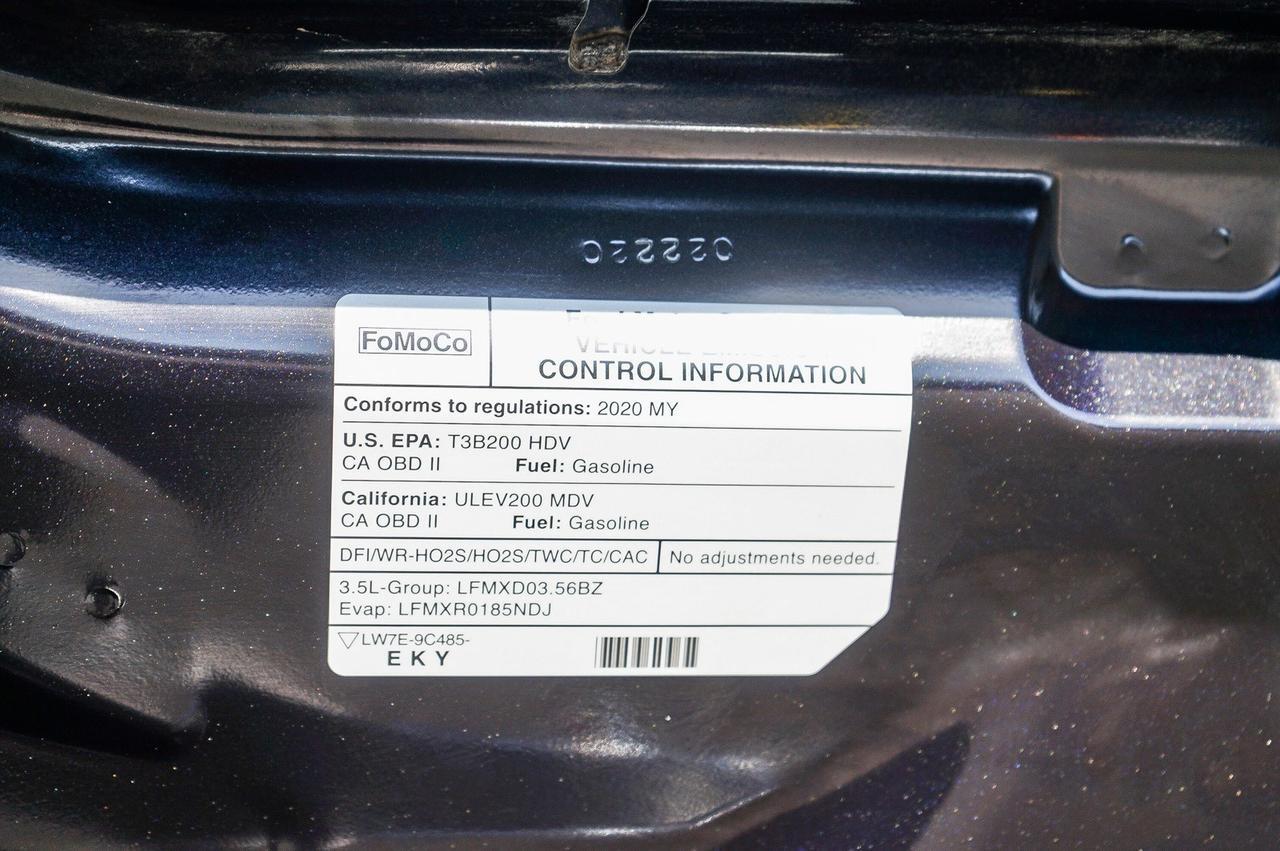 02220
FoMoCo
VEHICLE
CONTROL INFORMATION
Conforms to regulations: 2020 MY
U.S. EPA: T3B200 HDV
CA OBD II Fuel: Gasoline
California: ULEV200 MDV
CA OBD II Fuel: Gasoline
DFI/WR-HO2S/HO2S/TWC/TC/CAC No adjustments needed.
3.5L-Group: LFMXD03.56BZ
Evap: LFMXR0185NDJ
LW7E-9C485-
EKY